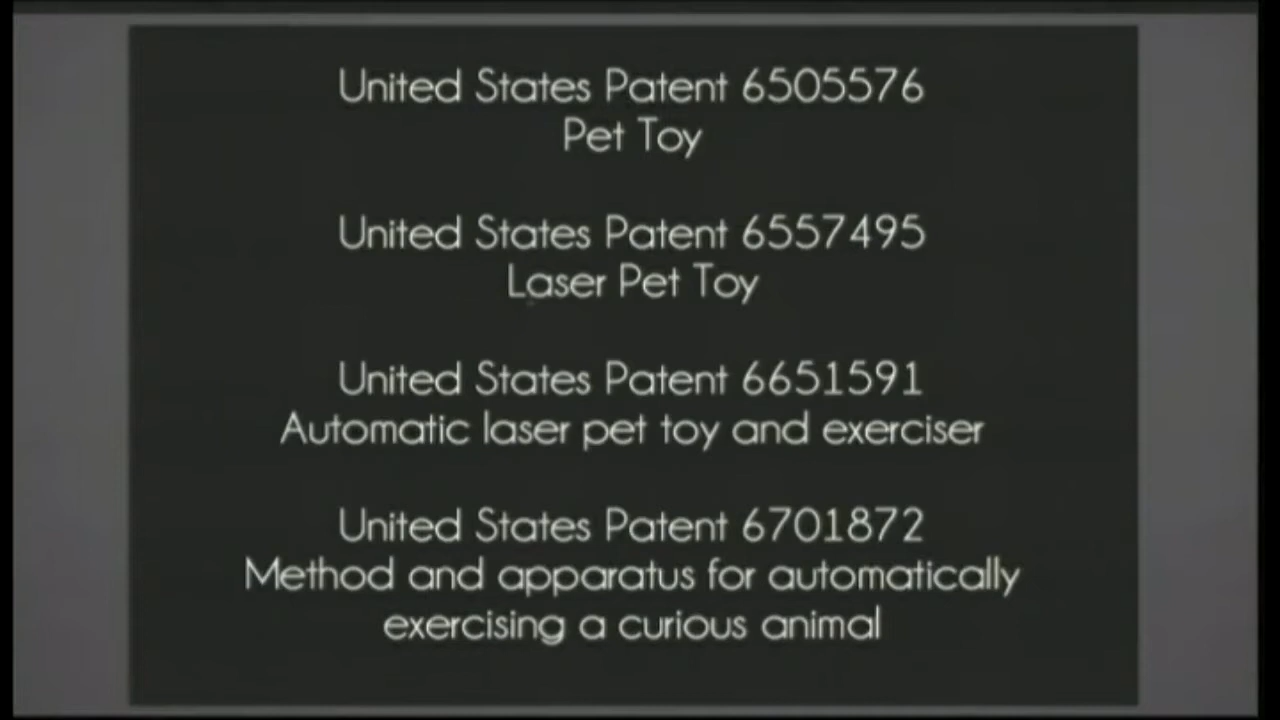 United States Patent 6505576
Pet Toy
United States Patent 6557495
Laser Pet Toy
United States Patent 6651591
Automatic laser pet toy and exerciser
United States Patent 6701872
Method and apparatus for automatically
exercising a curious animal